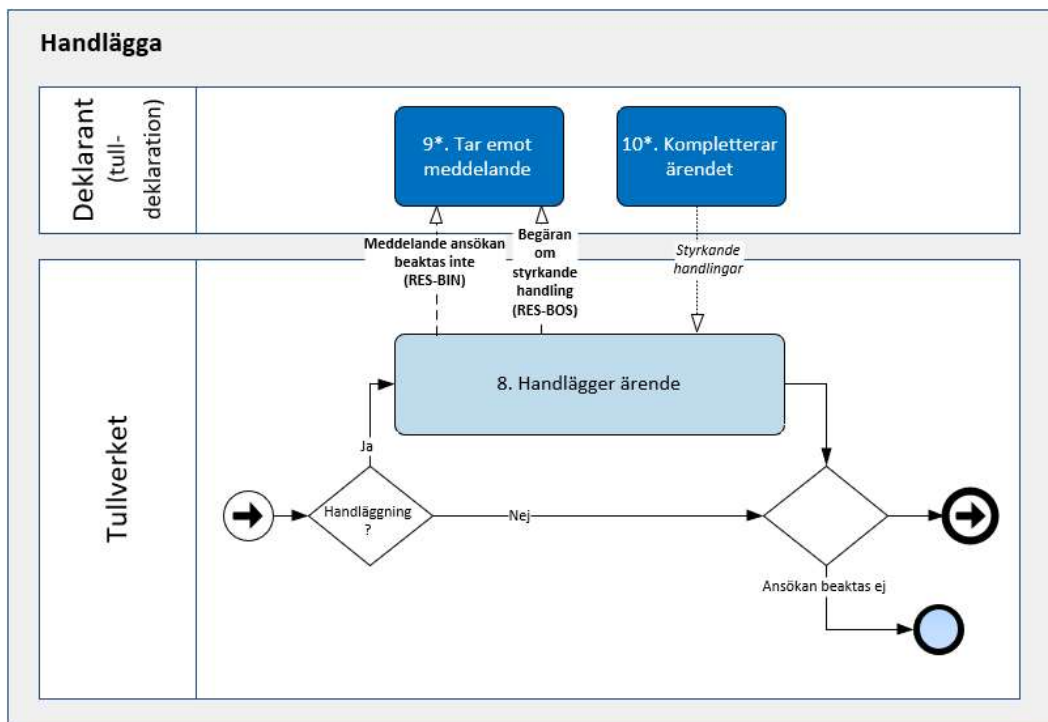 Handlägga
Deklarant
(tull-
deklaration)
9*. Tar emot
meddelande
10*. Kompletterar
ärendet
Meddelande ansökan
beaktas inte
(RES-BIN)
Begäran
om
styrkande
handling
(RES-BOS)
Styrkande
handlingar
Tullverket
8. Handlägger ärende
Ja
Handläggning
?
Nej
Ansökan beaktas ej